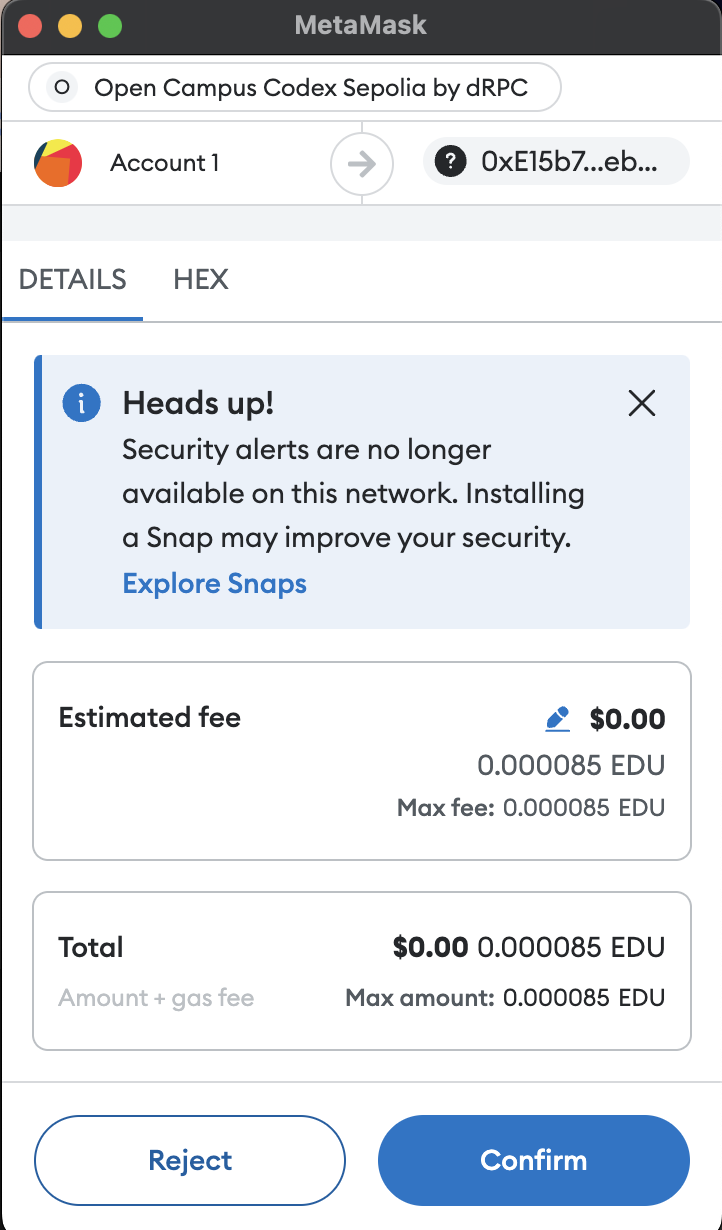 MetaMask
O Open Campus Codex Sepolia by dRPC
Account 1
? 0xE15b7...eb...
DETAILS HEX
Heads up!
Security alerts are no longer
available on this network. Installing
a Snap may improve your security.
Explore Snaps
Estimated fee $0.00
0.000085 EDU
Max fee: 0.000085 EDU
Total $0.00 0.000085 EDU
Amount + gas fee Max amount: 0.000085 EDU
Reject Confirm